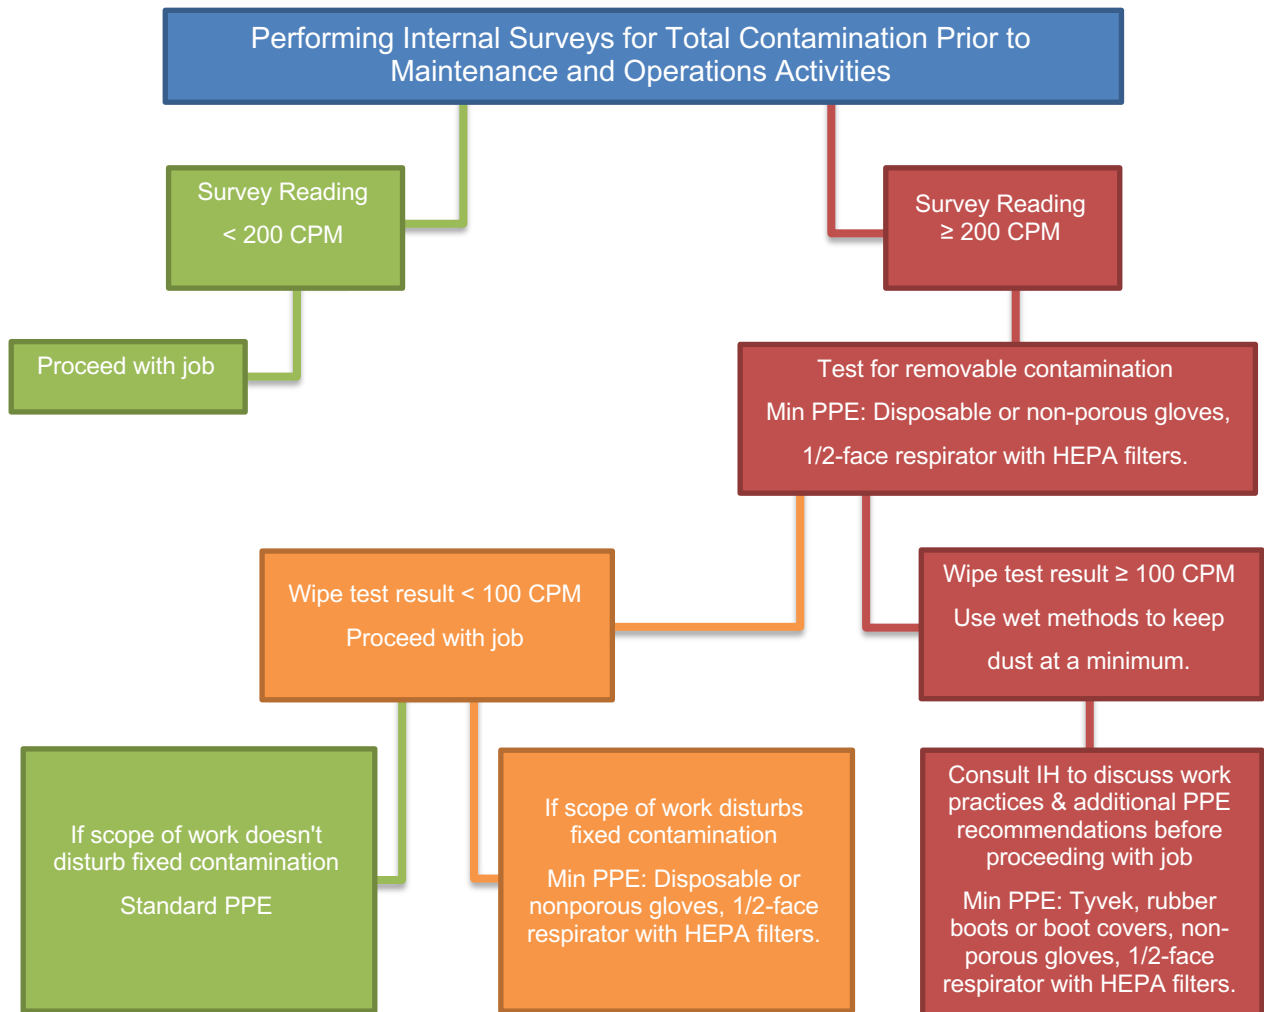 Performing Internal Surveys for Total Contamination Prior to
Maintenance and Operations Activities
Survey Reading
< 200 CPM
Survey Reading
≥ 200 CPM
Proceed with job
Test for removable contamination
Min PPE: Disposable or non-porous gloves,
1/2-face respirator with HEPA filters.
Wipe test result < 100 CPM
Proceed with job
Wipe test result ≥ 100 CPM
Use wet methods to keep
dust at a minimum.
If scope of work doesn't
disturb fixed contamination
Standard PPE
If scope of work disturbs
fixed contamination
Min PPE: Disposable or
nonporous gloves, 1/2-face
respirator with HEPA filters.
Consult IH to discuss work
practices & additional PPE
recommendations before
proceeding with job
Min PPE: Tyvek, rubber
boots or boot covers, non-
porous gloves, 1/2-face
respirator with HEPA filters.